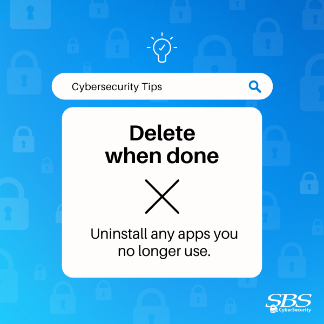 Cybersecurity Tips
Delete
when done
Uninstall any apps you
no longer use.
SBS
CyberSecurity